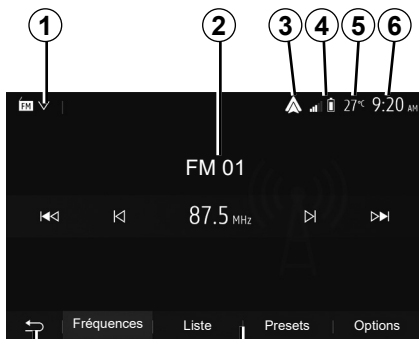 1 2 3 4 5 6
FM 27°C 9:20 AM
FM 01
87.5 MHz
Fréquences Liste Presets Options